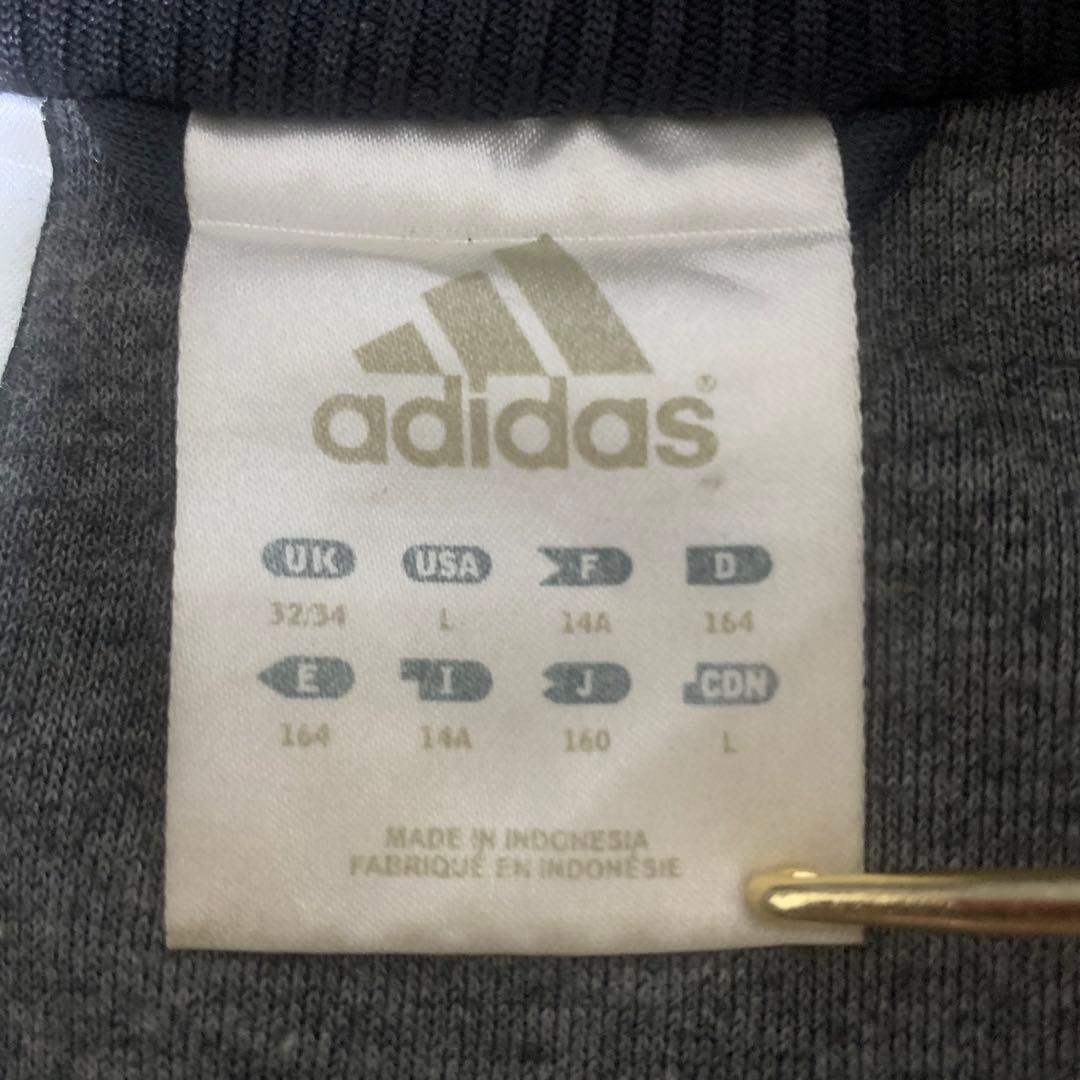 adidas®
UK USA F D
32/34 L 14A 164
E I J CDN
164 14A 160 L
MADE IN INDONESIA
FABRIQUÉ EN INDONÉSIE